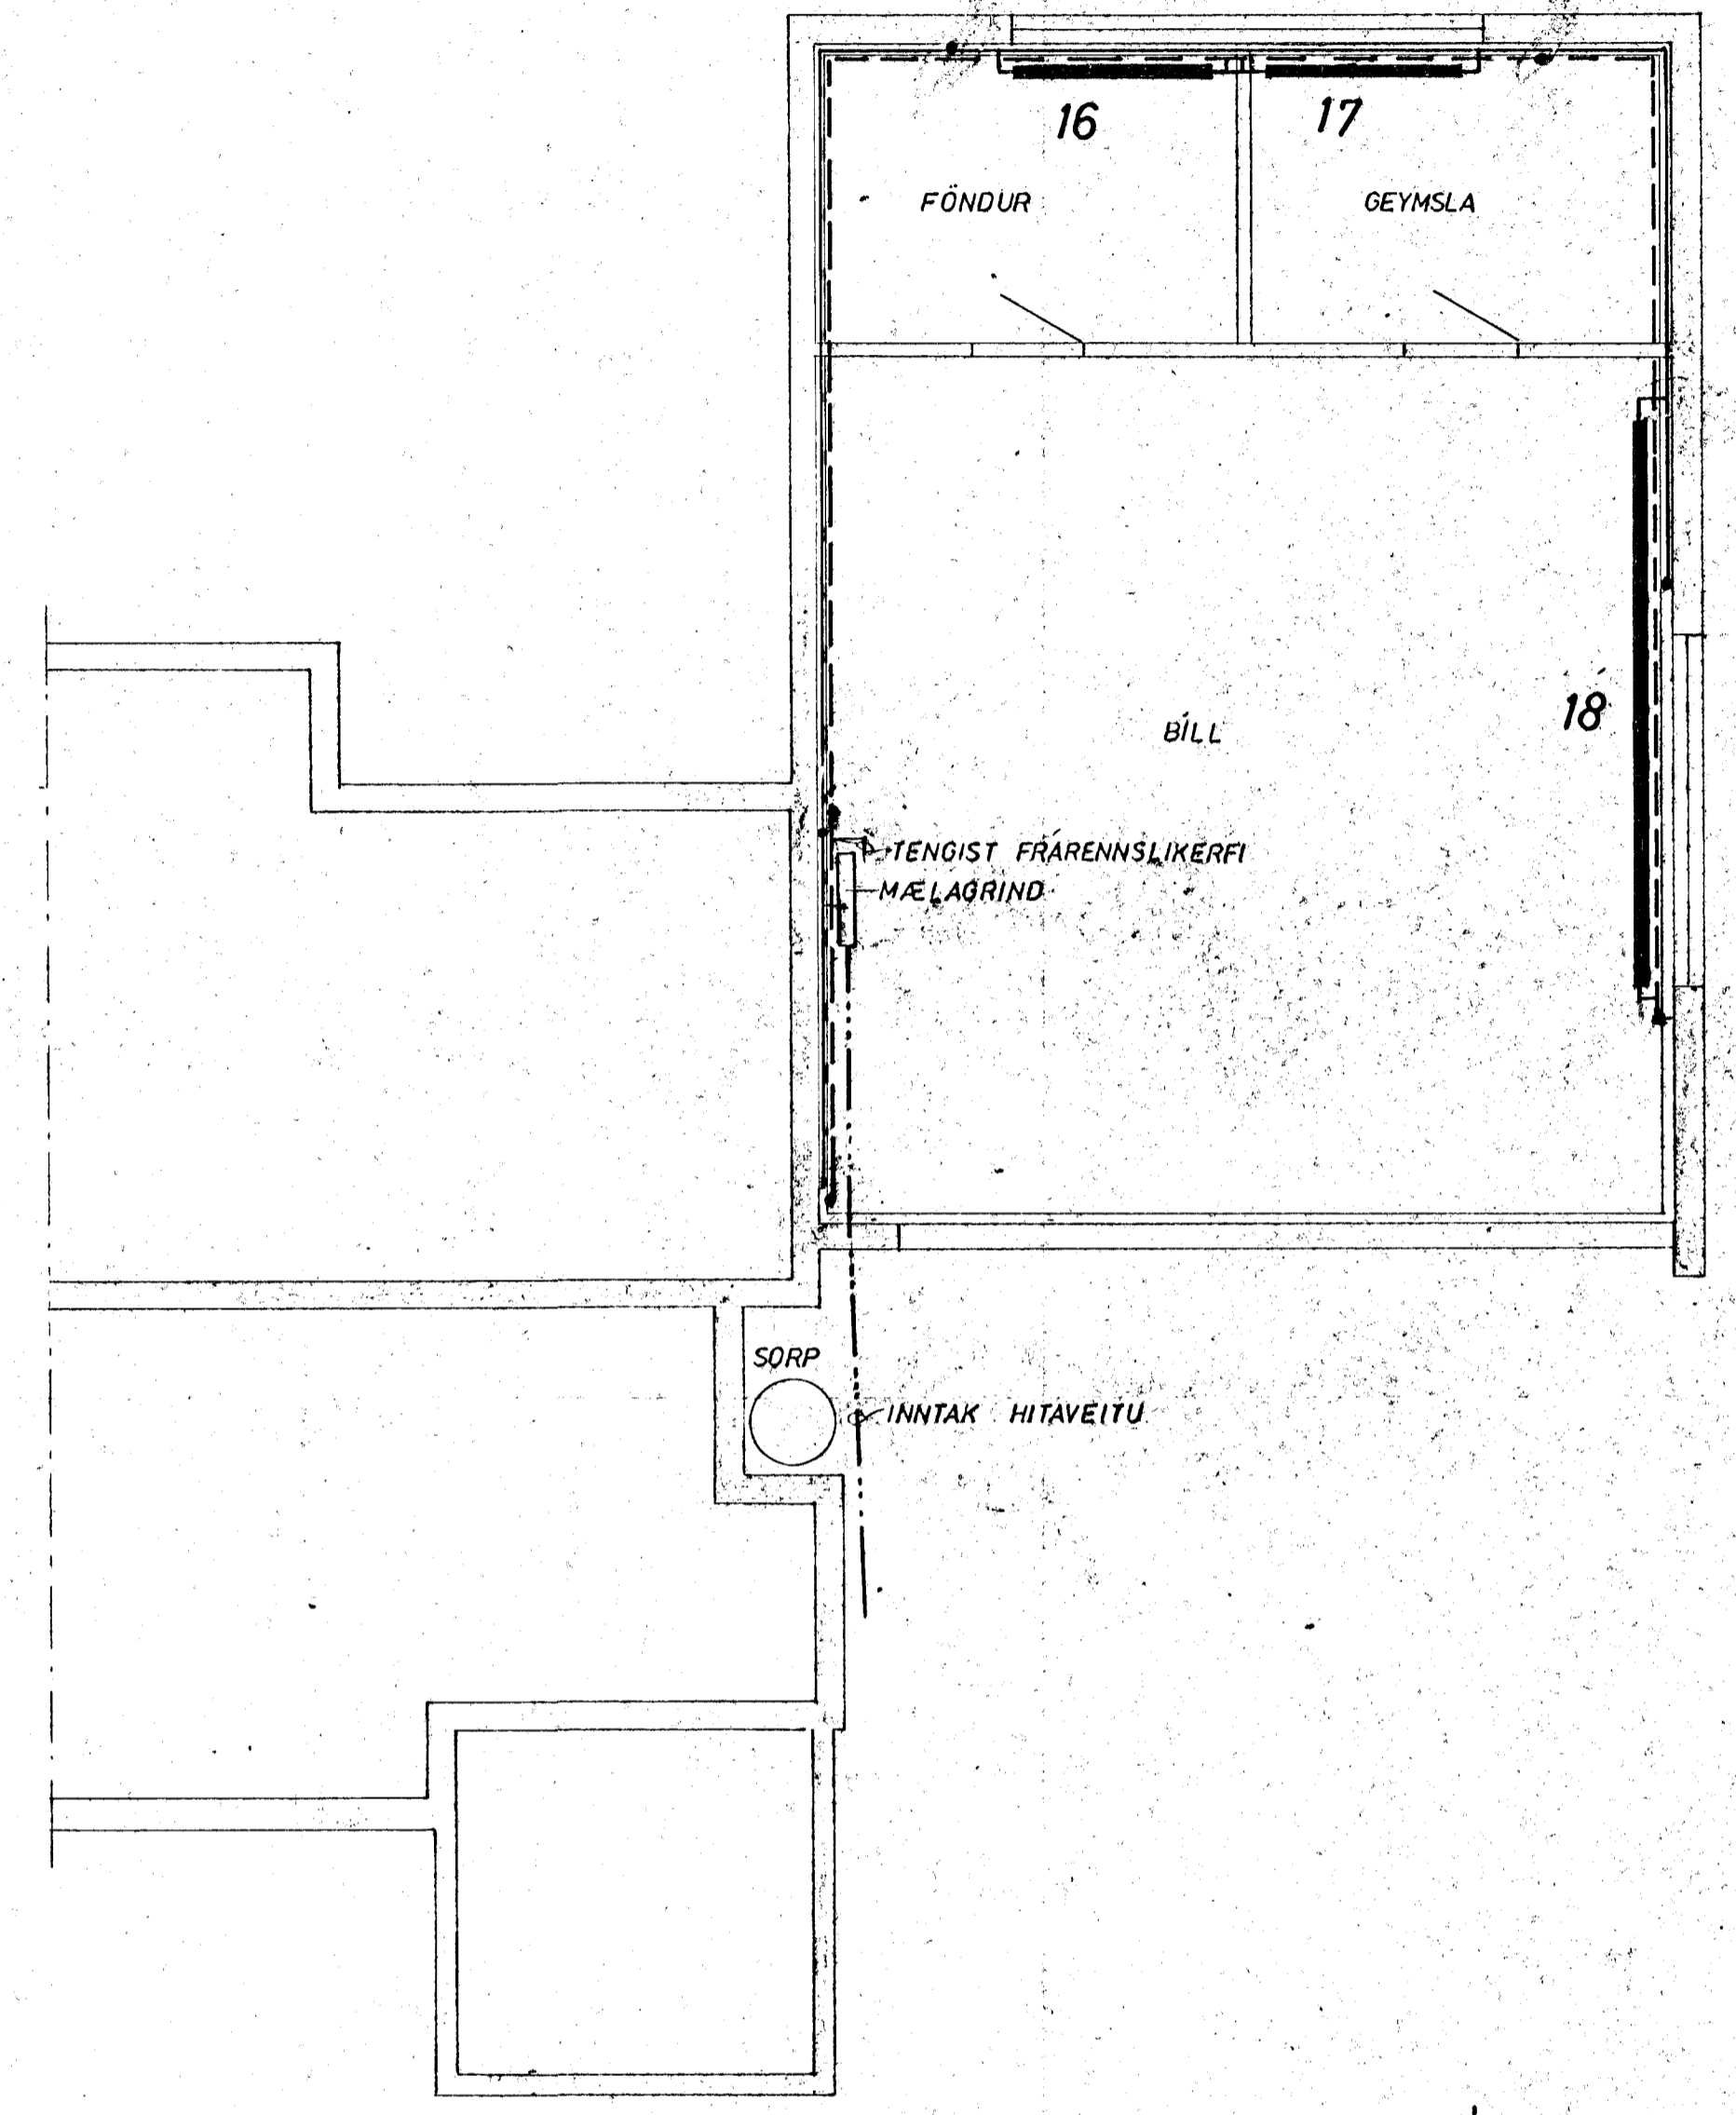 16
17
FÖNDUR
GEYMSLA
18
BÍLL
TENGIST FRÁRENNSLIKERFI
MÆLAGRIND
SORP
INNTAK HITAVEITU